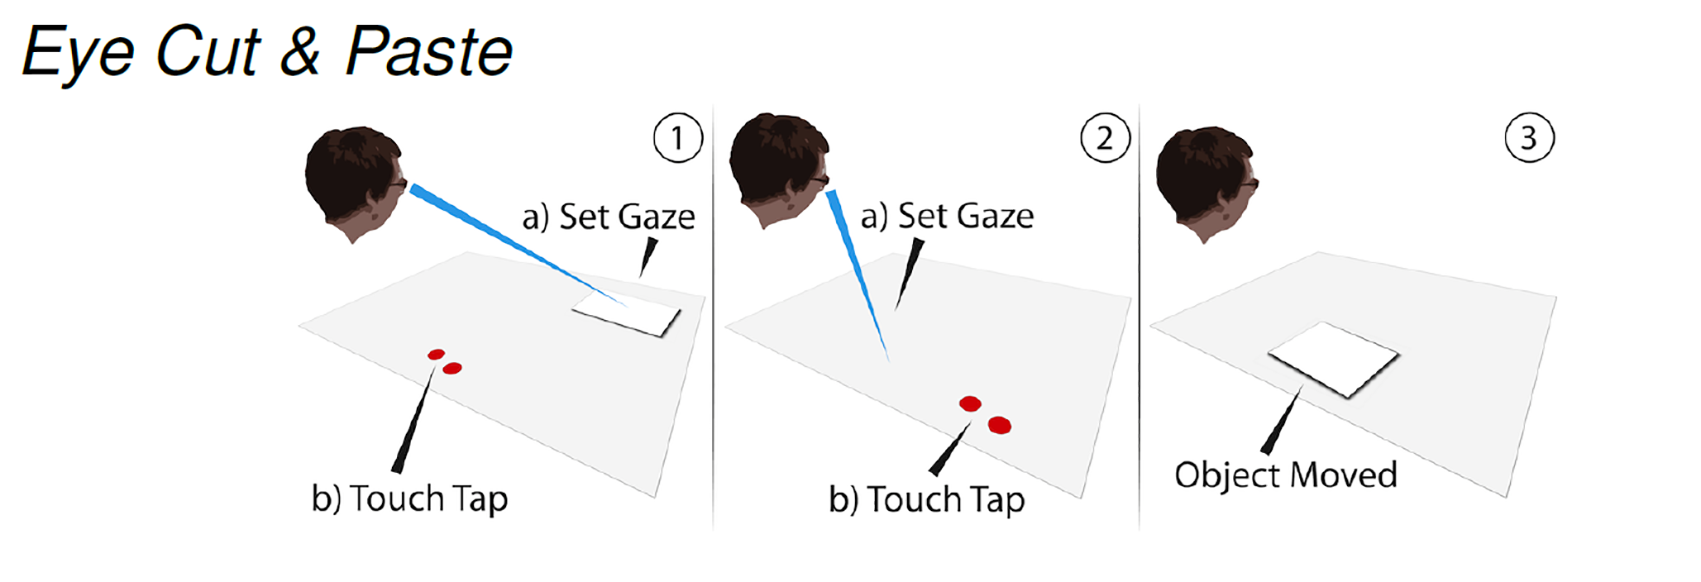 Eye Cut & Paste
1
a) Set Gaze
b) Touch Tap
2
a) Set Gaze
b) Touch Tap
3
Object Moved